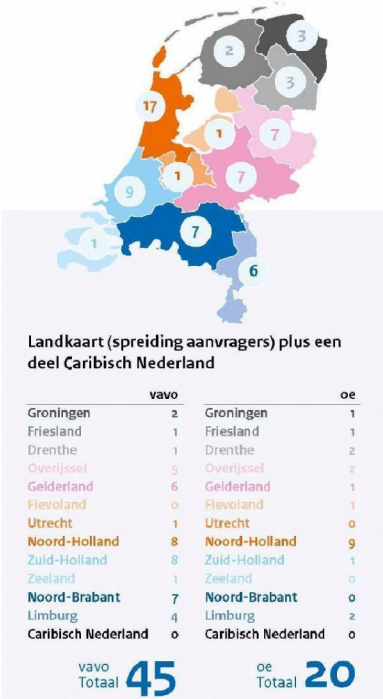 3
2
3
17
1
7
1
7
9
7
1
6
Landkaart (spreiding aanvragers) plus een
deel Caribisch Nederland
vavo oe
Groningen 2 Groningen 1
Friesland 1 Friesland 1
Drenthe 1 Drenthe 2
Overijssel 5 Overijssel 2
Gelderland 6 Gelderland 1
Flevoland 0 Flevoland 1
Utrecht 1 Utrecht 0
Noord-Holland 8 Noord-Holland 9
Zuid-Holland 8 Zuid-Holland 1
Zeeland 1 Zeeland 0
Noord-Brabant 7 Noord-Brabant 0
Limburg 4 Limburg 2
Caribisch Nederland 0 Caribisch Nederland 0
vavo oe
Totaal 45 Totaal 20